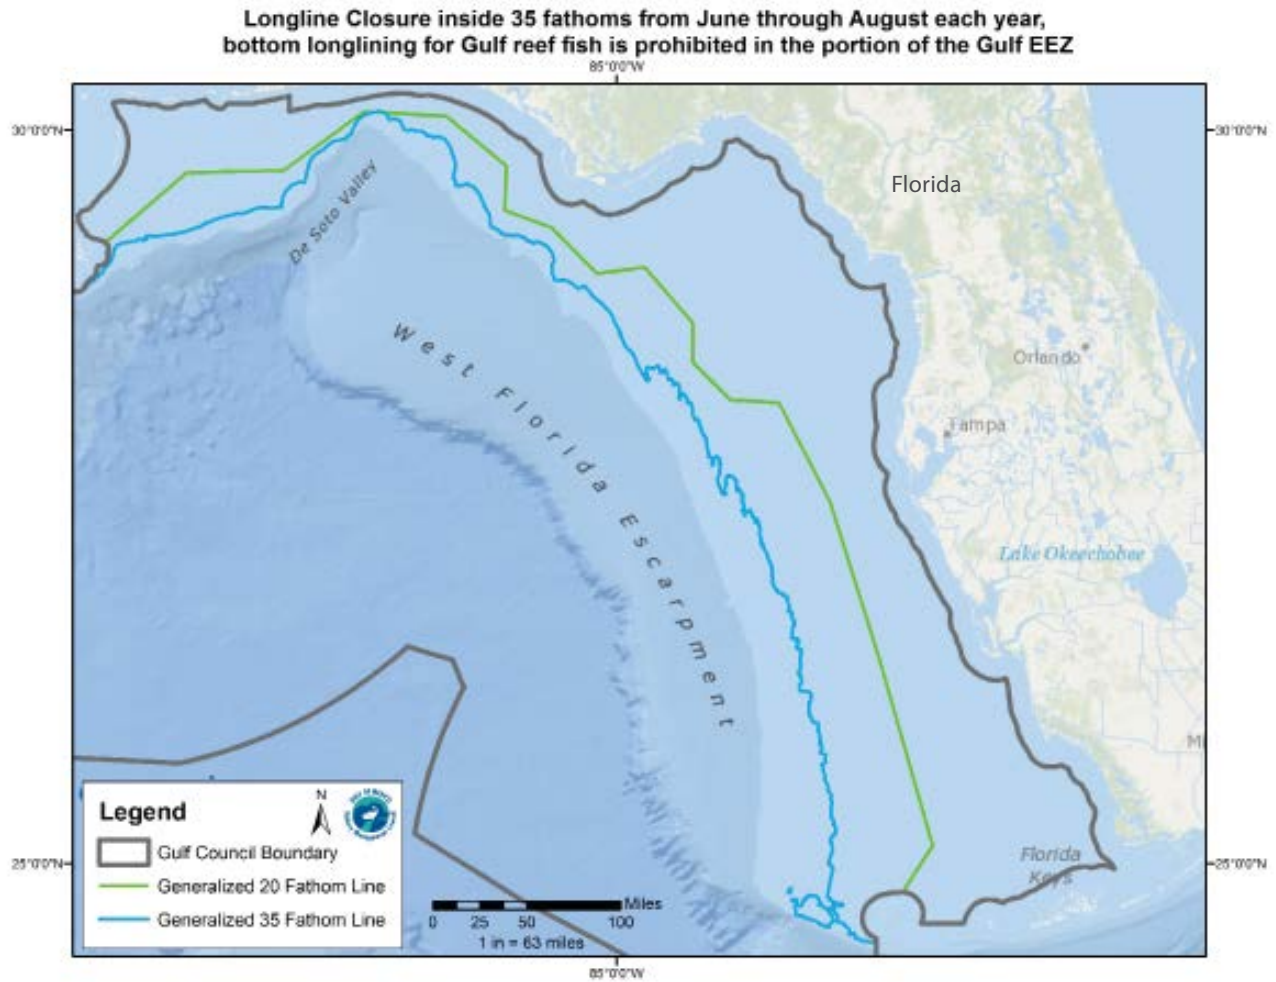 Longline Closure inside 35 fathoms from June through August each year,
bottom longlining for Gulf reef fish is prohibited in the portion of the Gulf EEZ
85°0'0"W
30°0'0"N
30°0'0"N
De Soto Valley
Florida
West Florida Escarpment
Orlando
Tampa
Lake Okeechobee
Mi
Florida
Keys
25°0'0"N
25°0'0"N
Legend
N
Gulf Council Boundary
Generalized 20 Fathom Line
Generalized 35 Fathom Line
Miles
0 25 50 100
1 in = 63 miles
85°0'0"W